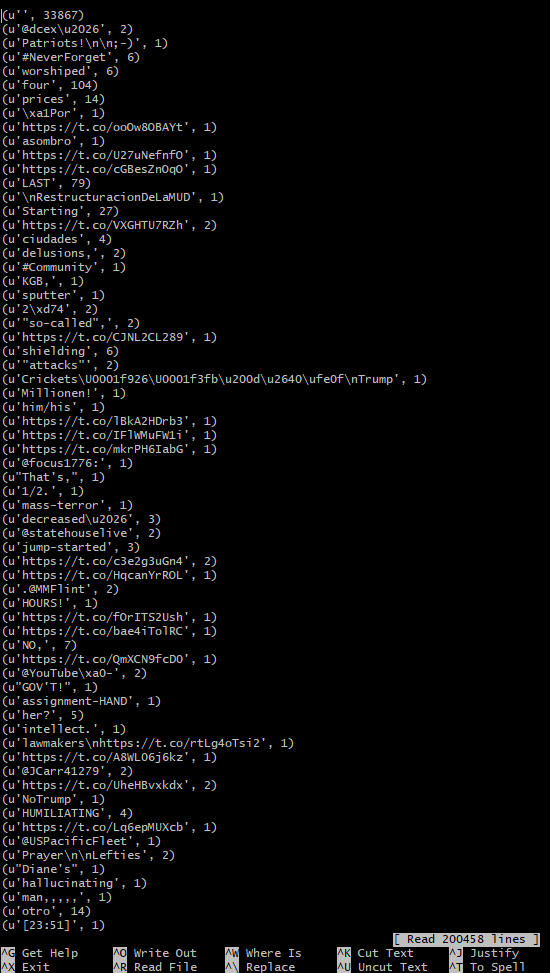 (u'', 33867)
(u'@dcex\u2026', 2)
(u'Patriots!\n\n;-)', 1)
(u'#NeverForget', 6)
(u'worshiped', 6)
(u'four', 104)
(u'prices', 14)
(u'\xa1Por', 1)
(u'https://t.co/ooOw8OBAYt', 1)
(u'asombro', 1)
(u'https://t.co/U27uNefnfO', 1)
(u'https://t.co/cGBesZnOqO', 1)
(u'LAST', 79)
(u'\nRestructuracionDeLaMUD', 1)
(u'Starting', 27)
(u'https://t.co/VXGHTU7RZh', 2)
(u'ciudades', 4)
(u'delusions,', 2)
(u'#Community', 1)
(u'KGB,', 1)
(u'sputter', 1)
(u'2\xd74', 2)
(u'"so-called",', 2)
(u'https://t.co/CJNL2CL289', 1)
(u'shielding', 6)
(u'"attacks"', 2)
(u'Crickets\U0001f926\U0001f3fb\u200d\u2640\ufe0f\nTrump', 1)
(u'Millionen!', 1)
(u'him/his', 1)
(u'https://t.co/lBkA2HDrb3', 1)
(u'https://t.co/IFlWMuFW1i', 1)
(u'https://t.co/mkrPH6IabG', 1)
(u'@focus1776:', 1)
(u"That's,", 1)
(u'1/2.', 1)
(u'mass-terror', 1)
(u'decreased\u2026', 3)
(u'@statehouselive', 2)
(u'jump-started', 3)
(u'https://t.co/c3e2g3uGn4', 2)
(u'https://t.co/HqcanYrROL', 1)
(u'.@MMFlint', 2)
(u'HOURS!', 1)
(u'https://t.co/fOrITS2Ush', 1)
(u'https://t.co/bae4iTolRC', 1)
(u'NO,', 7)
(u'https://t.co/QmXCN9fcDO', 1)
(u'@YouTube\xa0-', 2)
(u"GOV'T!", 1)
(u'assignment-HAND', 1)
(u'her?', 5)
(u'intellect.', 1)
(u'lawmakers\nhttps://t.co/rtLg4oTsi2', 1)
(u'https://t.co/A8WLO6j6kz', 1)
(u'@JCarr41279', 2)
(u'https://t.co/UheHBvxkdx', 2)
(u'NoTrump', 1)
(u'HUMILIATING', 4)
(u'https://t.co/Lq6epMUXcb', 1)
(u'@USPacificFleet', 1)
(u'Prayer\n\nLefties', 2)
(u"Diane's", 1)
(u'hallucinating', 1)
(u'man,,,,,', 1)
(u'otro', 14)
(u'[23:51]', 1)
[ Read 200458 lines ]
^G Get Help ^O Write Out ^W Where Is ^K Cut Text ^J Justify
^X Exit ^R Read File ^\ Replace ^U Uncut Text ^T To Spell